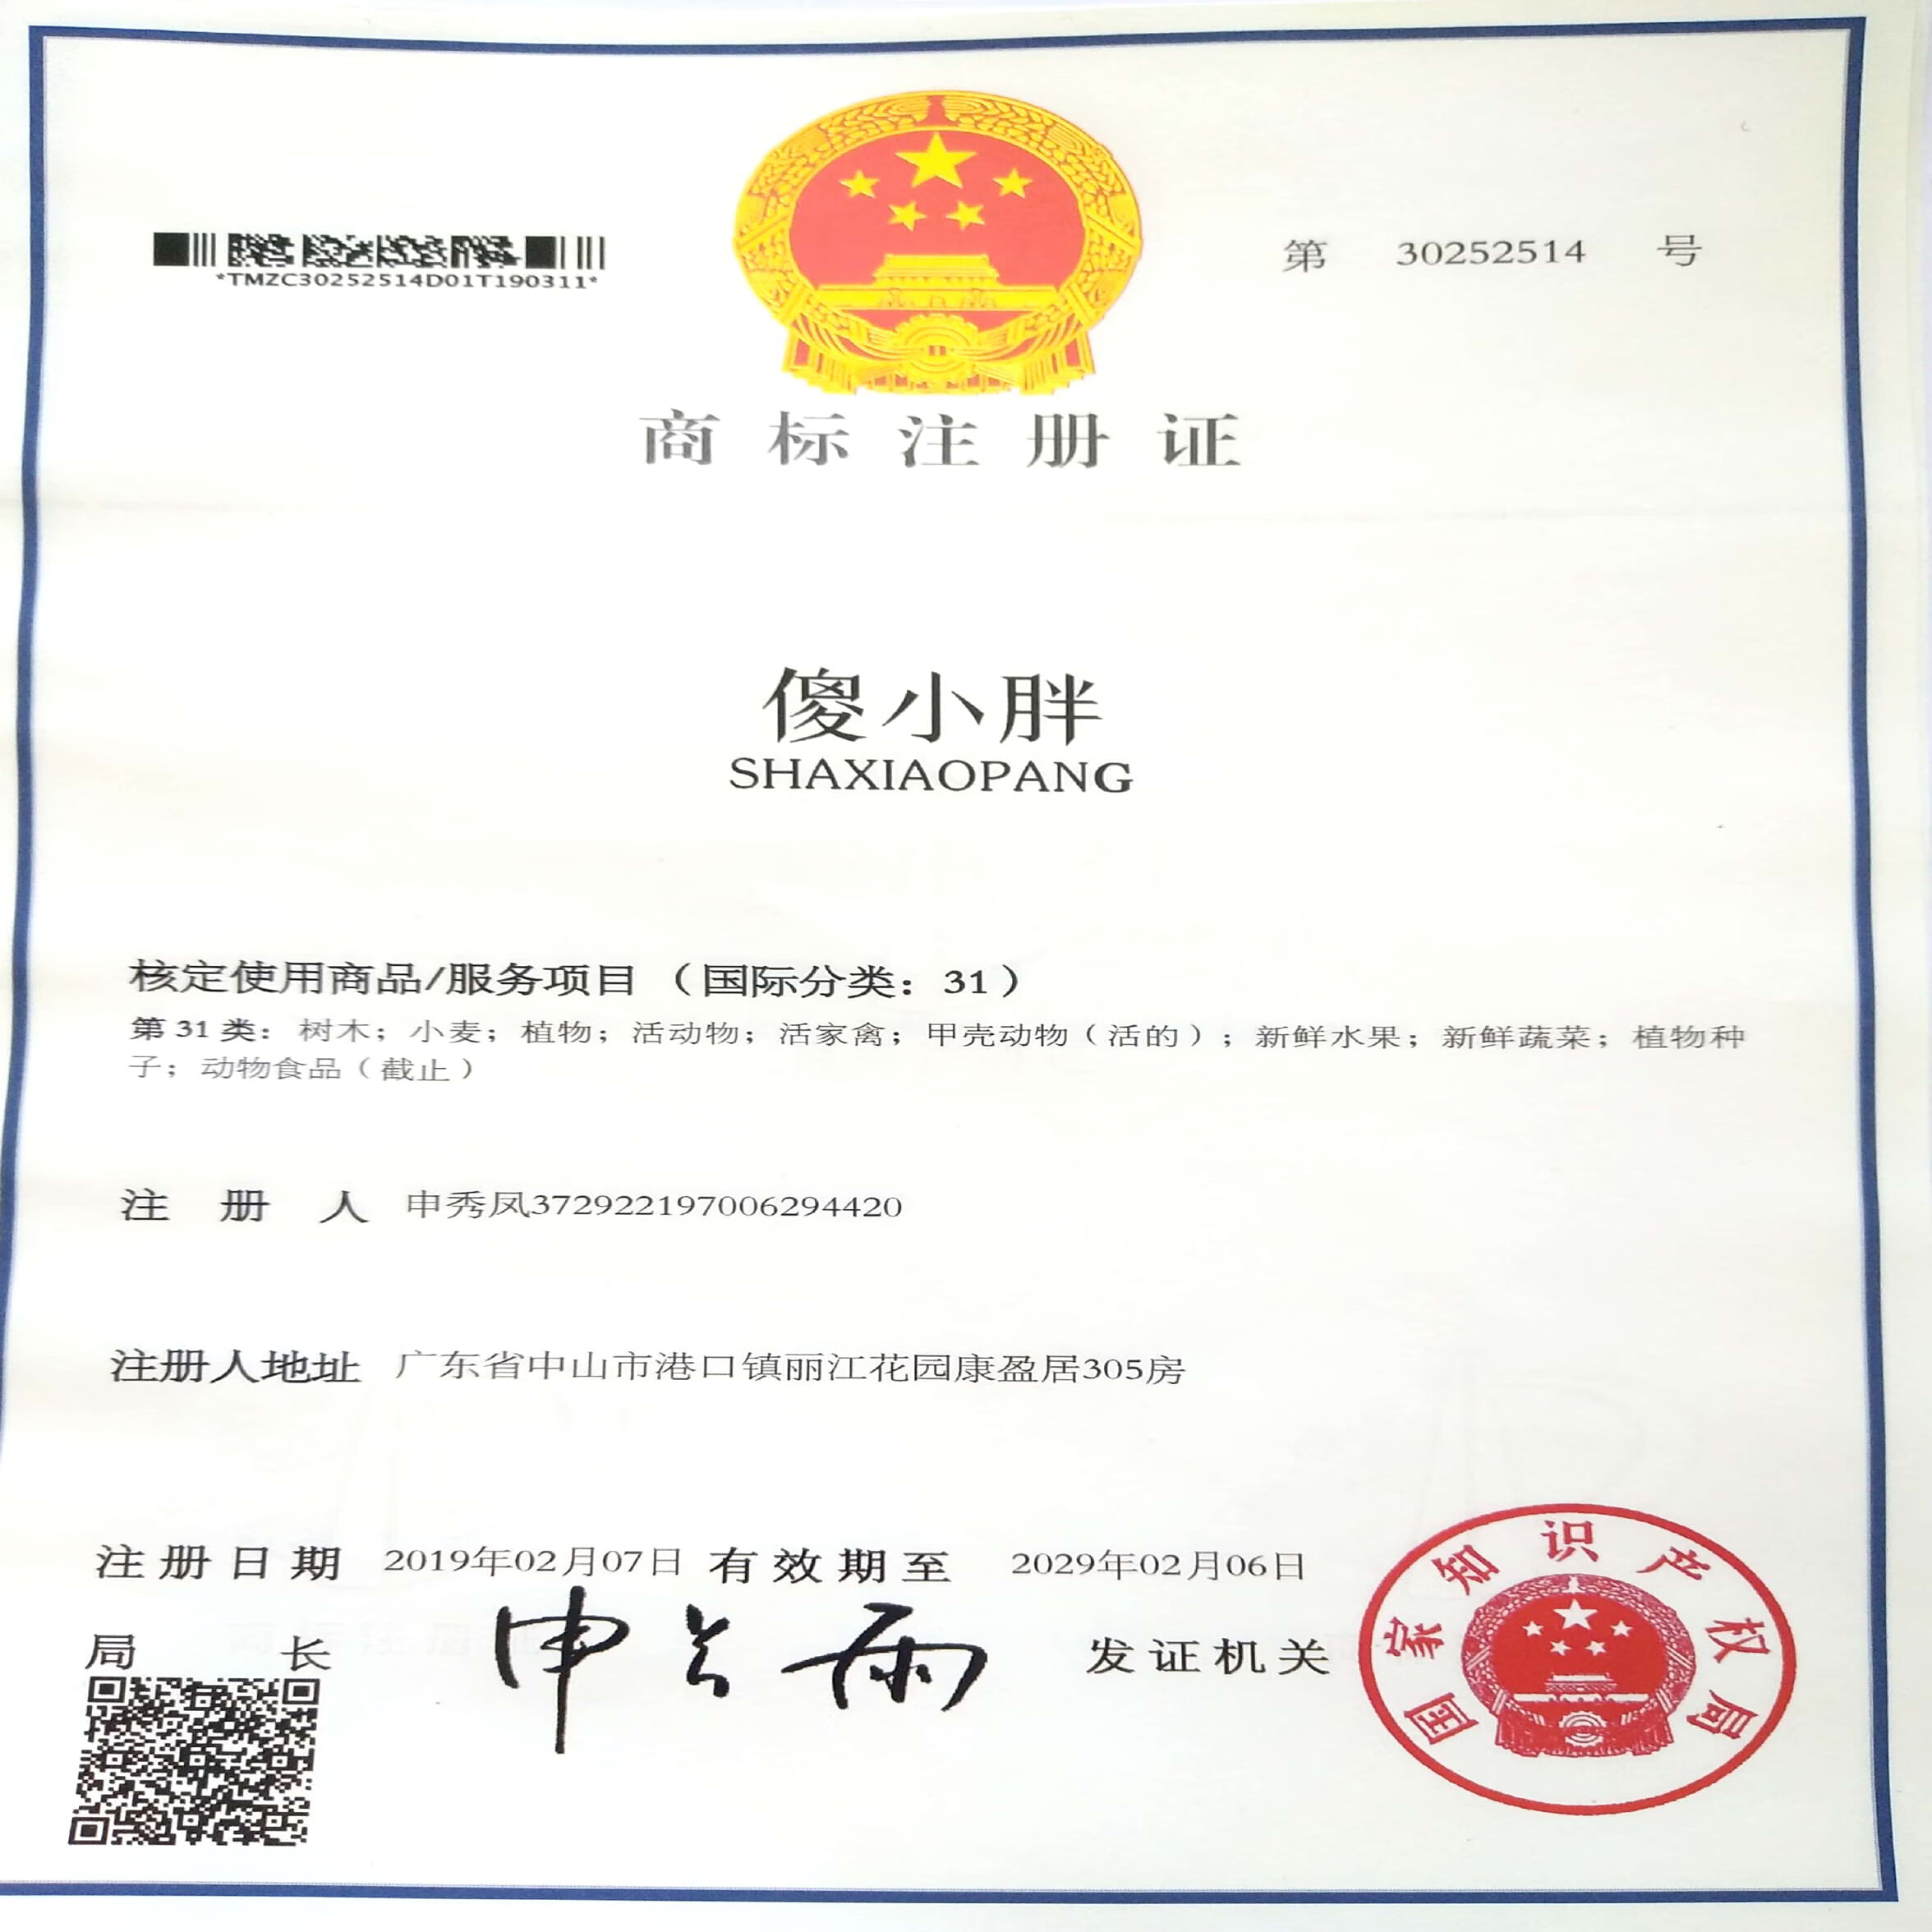 *TMZC30252514D01T190311*
第 30252514 号
商标注册证
傻小胖
SHAXIAOPANG
核定使用商品/服务项目（国际分类：31）
第 31 类：树木；小麦；植物；活动物；活家禽；甲壳动物（活的）；新鲜水果；新鲜蔬菜；植物种
子；动物食品（截止）
注 册 人 申秀凤372922197006294420
注册人地址 广东省中山市港口镇丽江花园康盈居305房
注册日期 2019年02月07日 有效期至 2029年02月06日
局 长 申长雨 发证机关
国家知识产权局